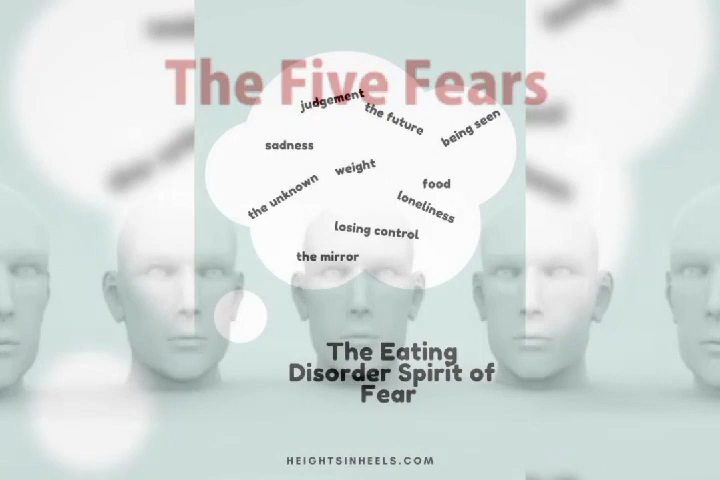 The Five Fears
judgement
the future
being seen
sadness
weight
the unknown
food
loneliness
losing control
the mirror
The Eating
Disorder Spirit of
Fear
HEIGHTSINHEELS.COM